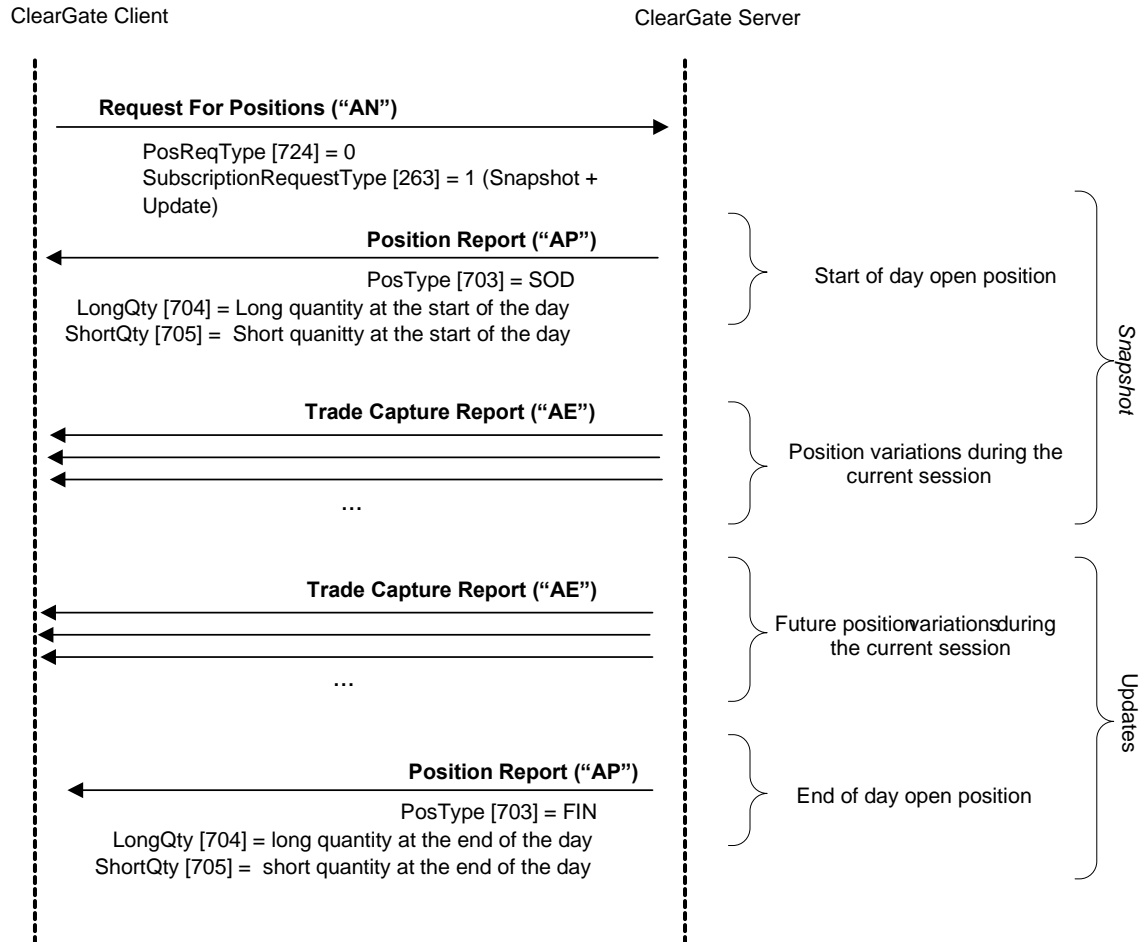 ClearGate Client
ClearGate Server
Request For Positions (“AN”)
PosReqType [724] = 0
SubscriptionRequestType [263] = 1 (Snapshot +
Update)
Position Report (“AP”)
PosType [703] = SOD
LongQty [704] = Long quantity at the start of the day
ShortQty [705] = Short quanitty at the start of the day
Start of day open position
Snapshot
Trade Capture Report (“AE”)
...
Position variations during the
current session
Trade Capture Report (“AE”)
...
Future position variations during
the current session
Updates
Position Report (“AP”)
PosType [703] = FIN
LongQty [704] = long quantity at the end of the day
ShortQty [705] = short quantity at the end of the day
End of day open position